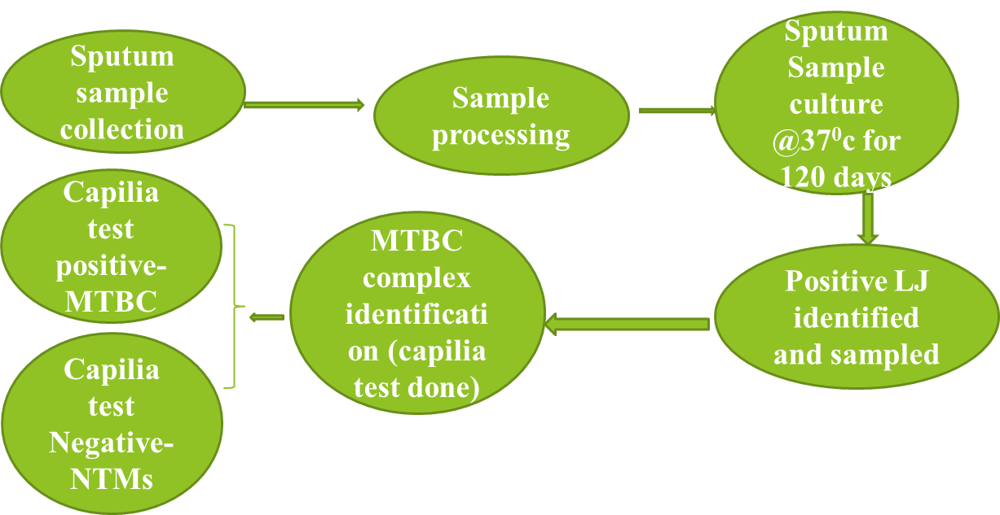 Sputum
sample
collection
Sample
processing
Sputum
Sample
culture
@37⁰c for
120 days
Positive LJ
identified
and sampled
MTBC
complex
identificati
on (capilia
test done)
Capilia
test
positive-
MTBC
Capilia
test
Negative-
NTMs